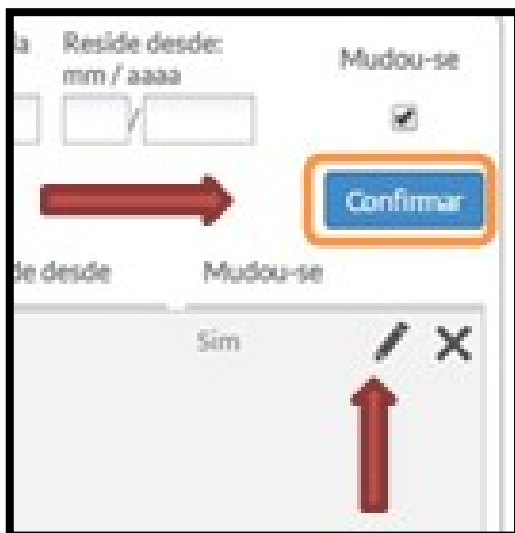 Reside desde:
mm / aaaa
Mudou-se
/
Confirmar
de desde
Mudou-se
Sim